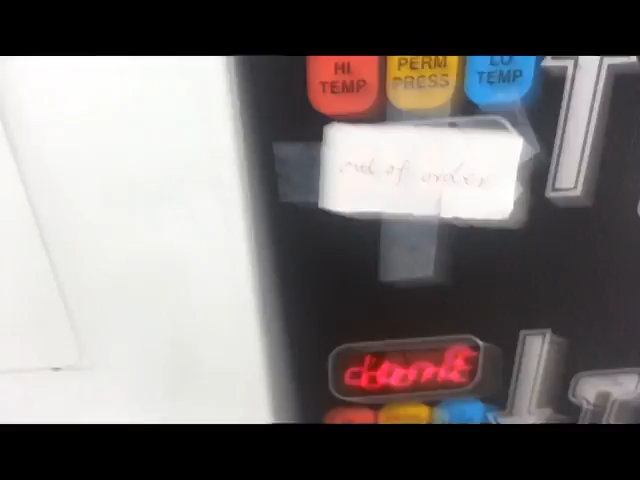 HI
TEMP
PERM
PRESS
LO
TEMP
out of order